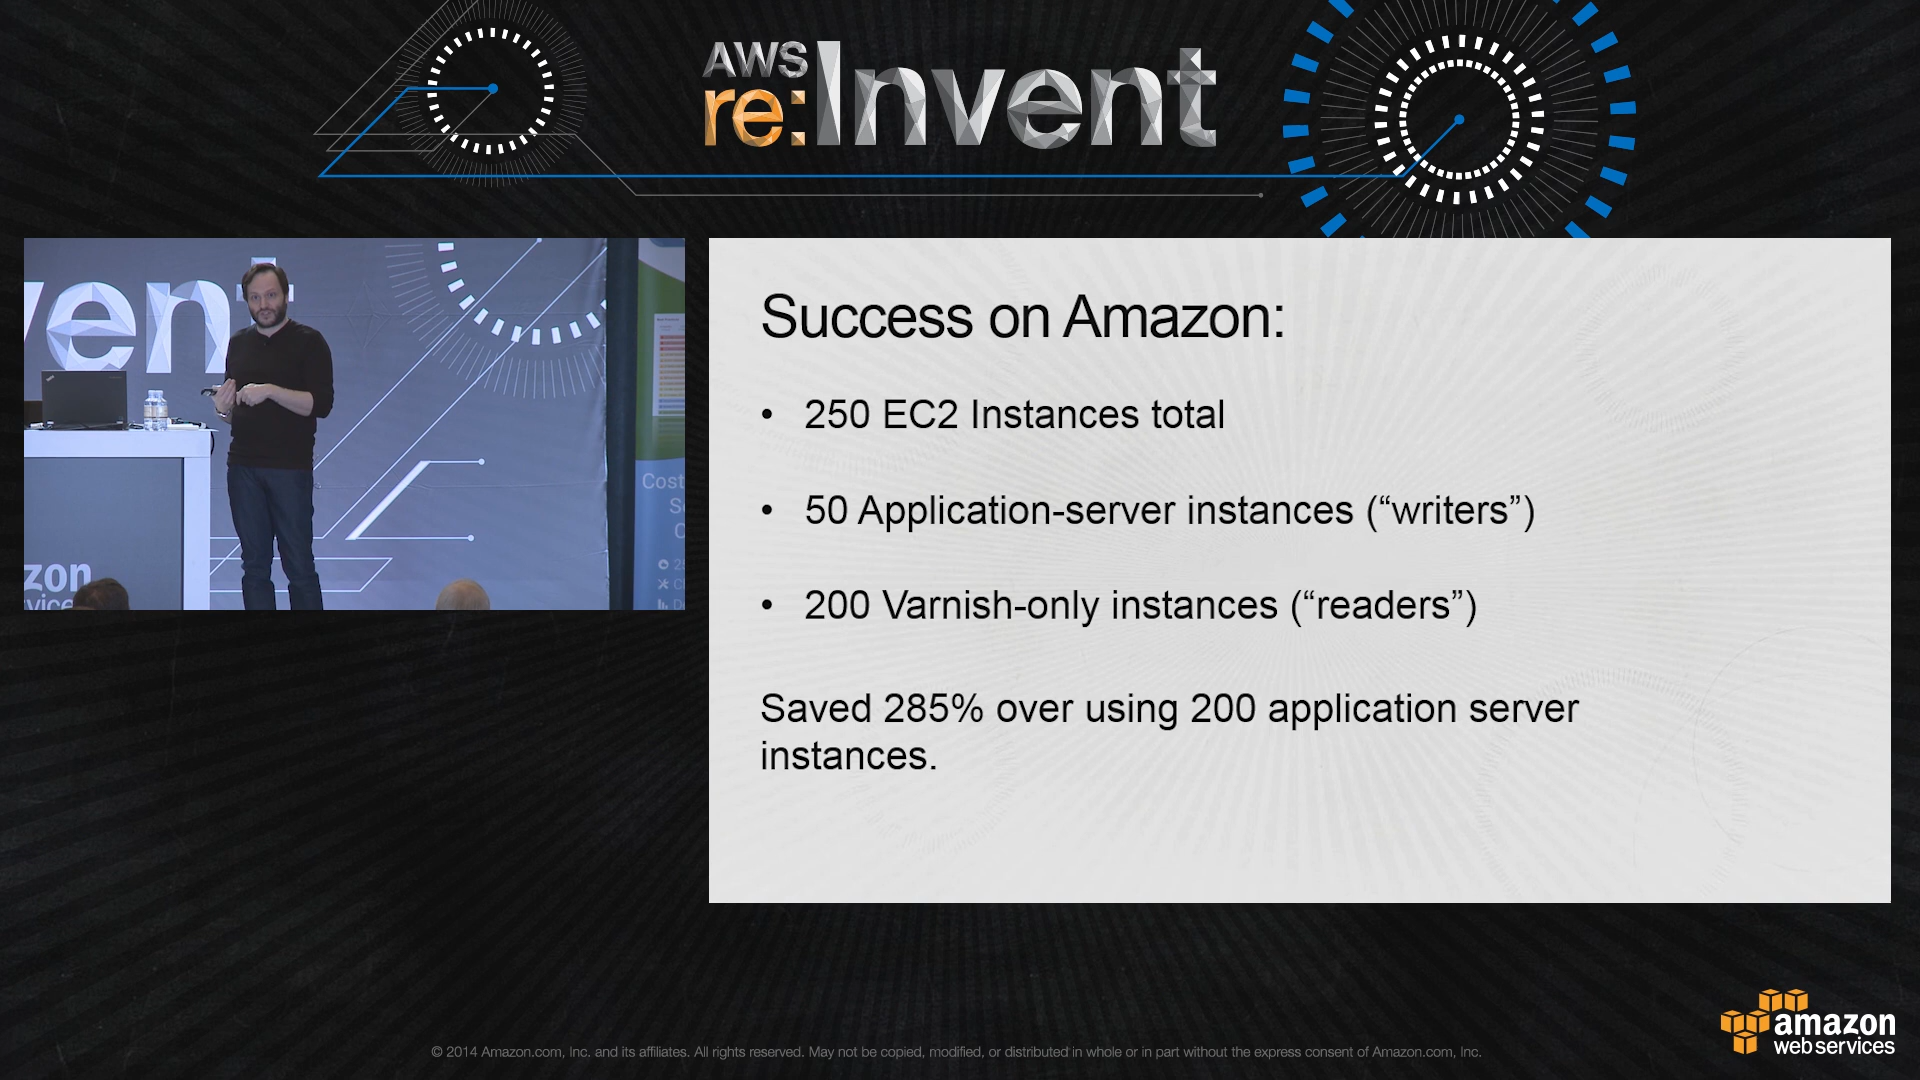 AWS
re:Invent
vent
Success on Amazon:
• 250 EC2 Instances total
• 50 Application-server instances (“writers”)
• 200 Varnish-only instances (“readers”)
Saved 285% over using 200 application server
instances.
Cost
zon
amazon
web services
© 2014 Amazon.com, Inc. and its affiliates. All rights reserved. May not be copied, modified, or distributed in whole or in part without the express consent of Amazon.com, Inc.